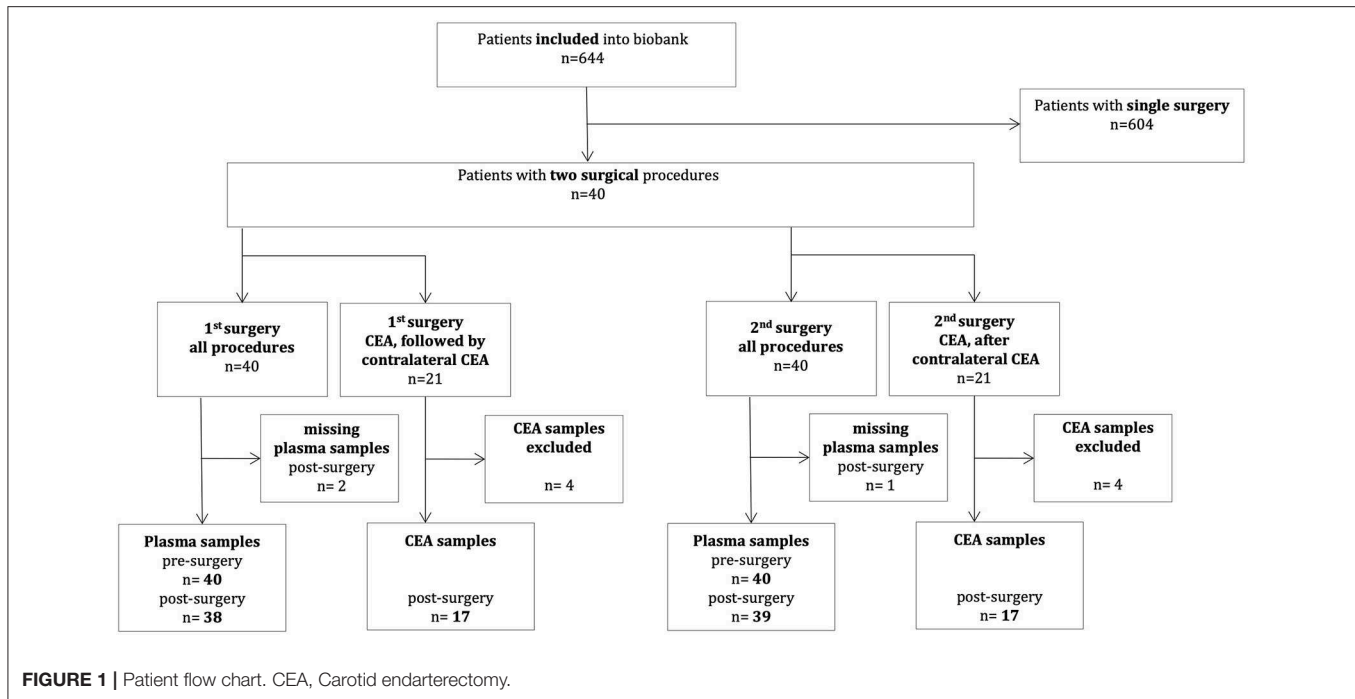 Patients included into biobank
n=644
Patients with single surgery
n=604
Patients with two surgical procedures
n=40
1st surgery
all procedures
n=40
1st surgery
CEA, followed by
contralateral CEA
n=21
2nd surgery
all procedures
n=40
2nd surgery
CEA, after
contralateral CEA
n=21
missing
plasma samples
post-surgery
n= 2
CEA samples
excluded
n= 4
missing
plasma samples
post-surgery
n= 1
CEA samples
excluded
n= 4
Plasma samples
pre-surgery
n= 40
post-surgery
n= 38
CEA samples
post-surgery
n= 17
Plasma samples
pre-surgery
n= 40
post-surgery
n= 39
CEA samples
post-surgery
n= 17
FIGURE 1 | Patient flow chart. CEA, Carotid endarterectomy.